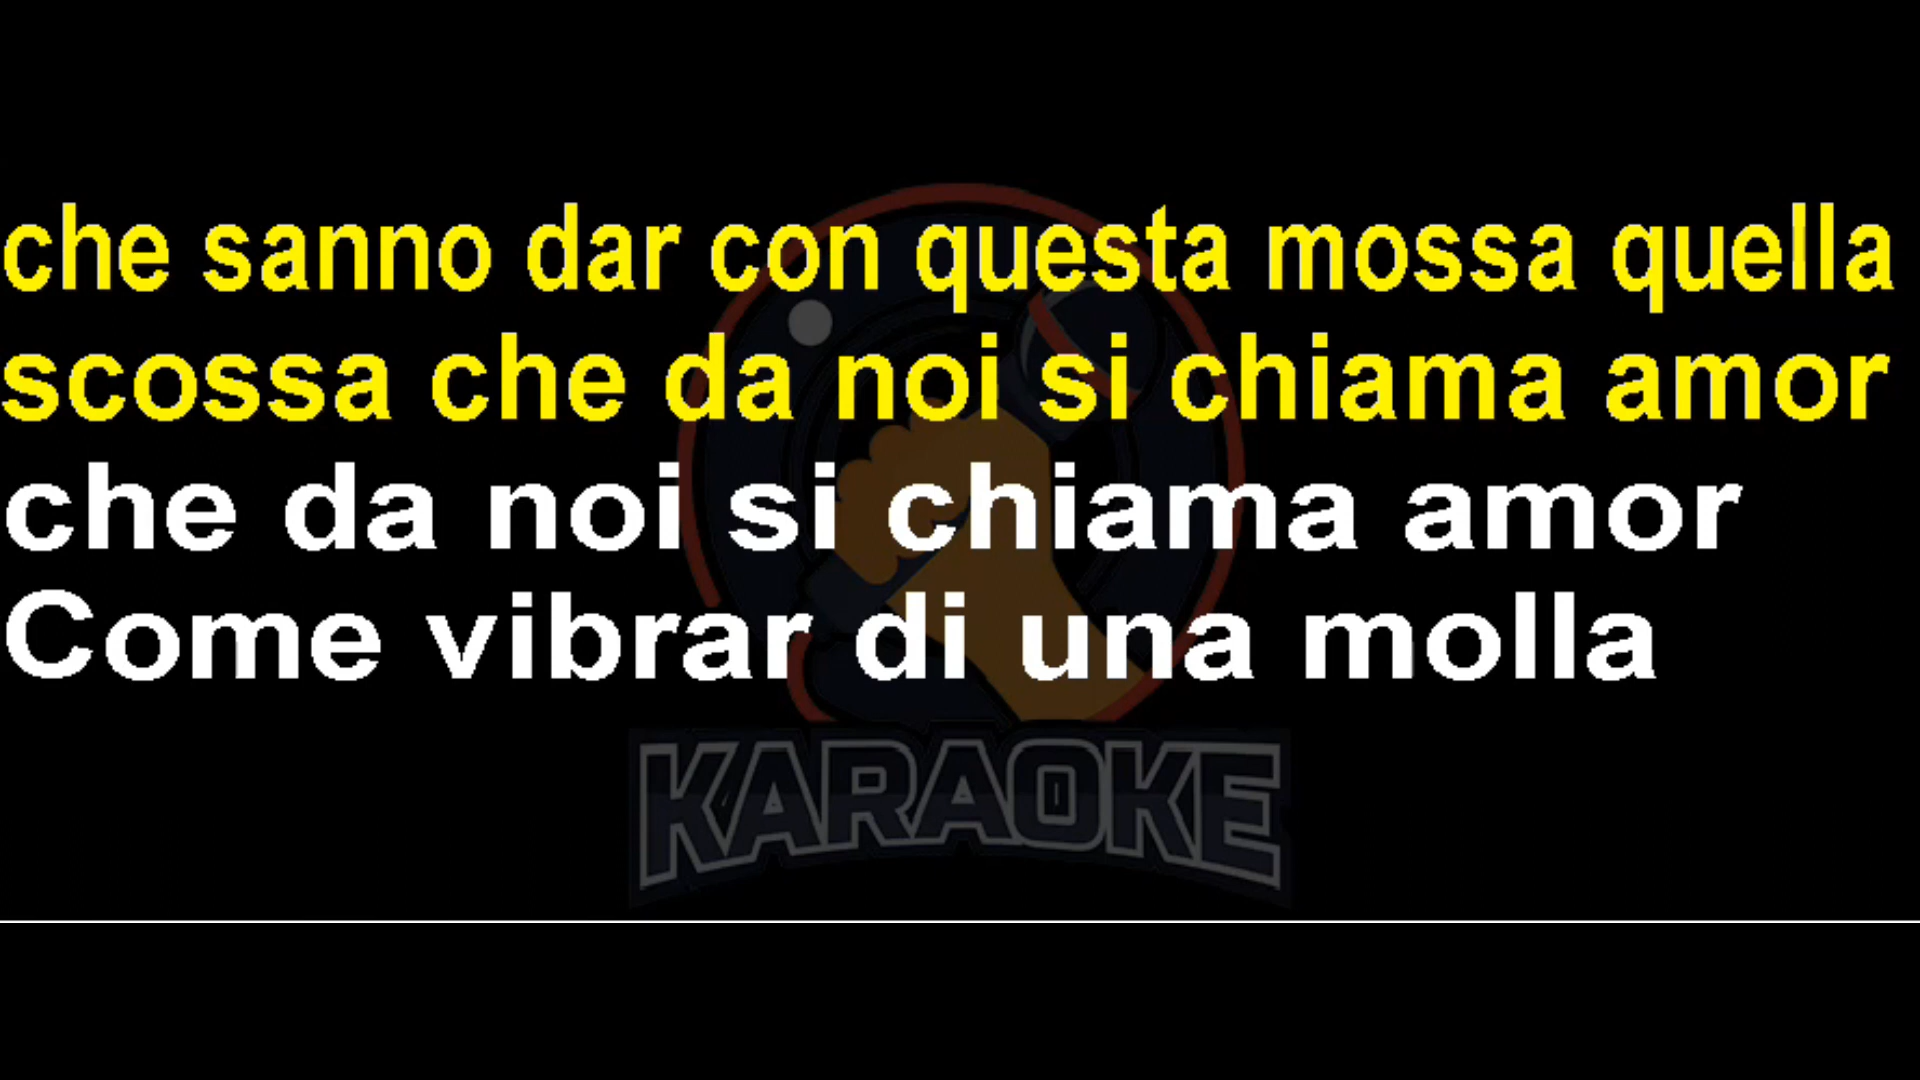 che sanno dar con questa mossa quella
scossa che da noi si chiama amor
che da noi si chiama amor
Come vibrar di una molla
KARAOKE